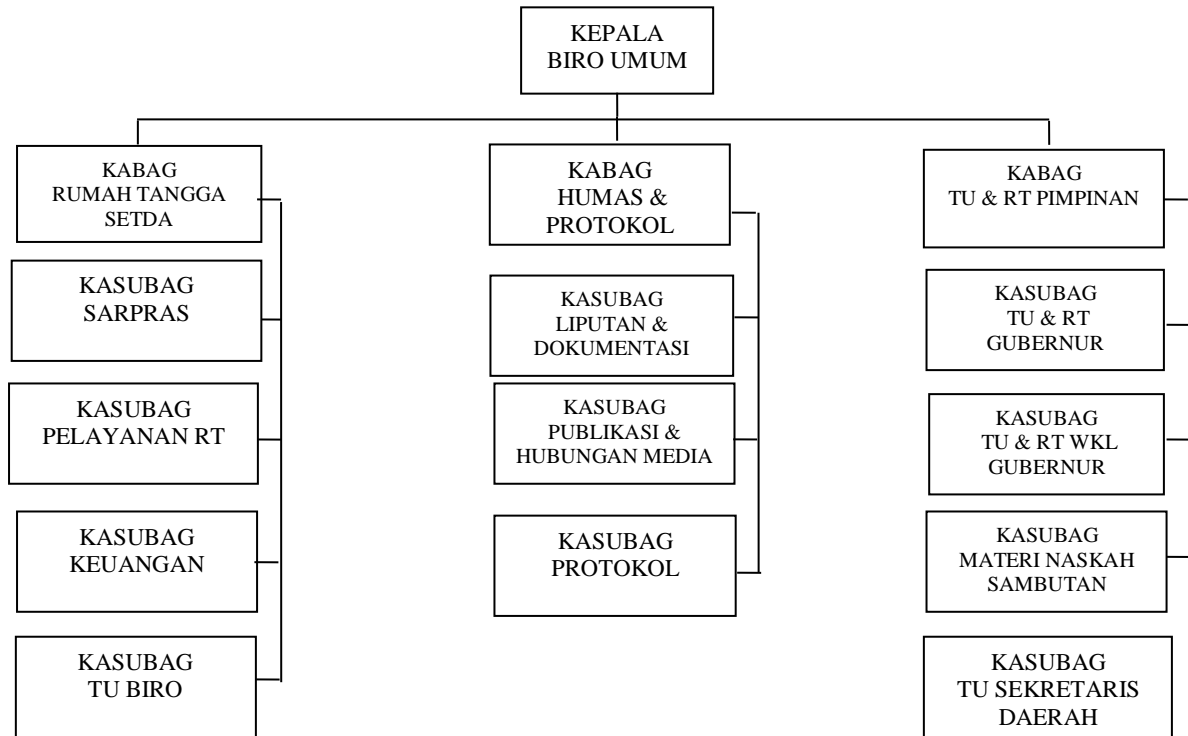 KEPALA
BIRO UMUM
KABAG
RUMAH TANGGA
SETDA
KASUBAG
SARPRAS
KASUBAG
PELAYANAN RT
KASUBAG
KEUANGAN
KASUBAG
TU BIRO
KABAG
HUMAS &
PROTOKOL
KASUBAG
LIPUTAN &
DOKUMENTASI
KASUBAG
PUBLIKASI &
HUBUNGAN MEDIA
KASUBAG
PROTOKOL
KABAG
TU & RT PIMPINAN
KASUBAG
TU & RT
GUBERNUR
KASUBAG
TU & RT WKL
GUBERNUR
KASUBAG
MATERI NASKAH
SAMBUTAN
KASUBAG
TU SEKRETARIS
DAERAH